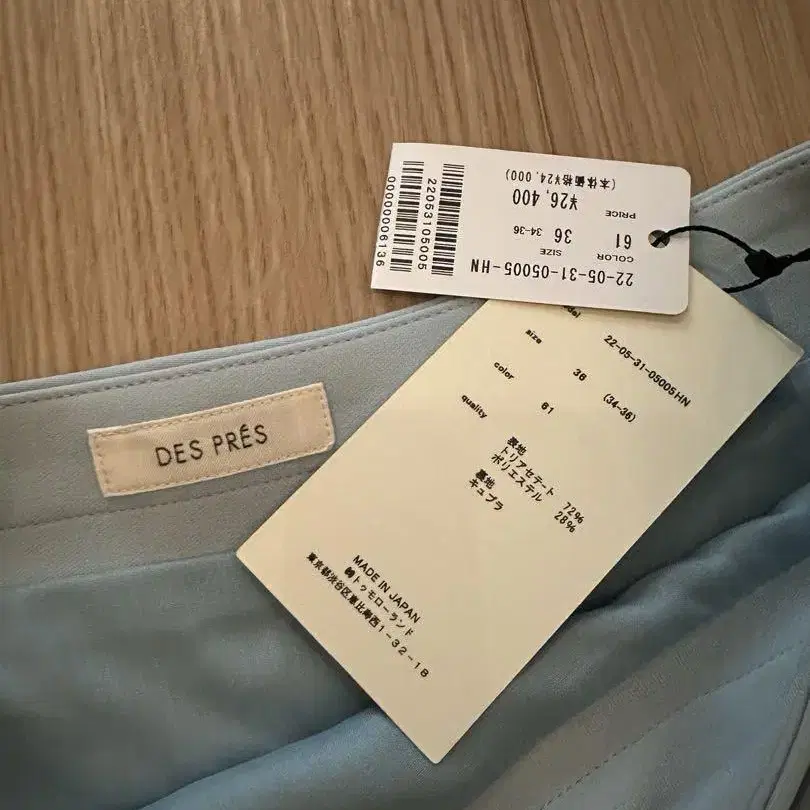 DES PRÉS
22-05-31-05005-HN
COLOR
SIZE
61
36
34-36
PRICE
¥26,400
(本体価格¥24,000)
22053105005
00000006136
22-05-31-05005HN
size
36
(34-36)
color
61
quality
表地
トリアセテート 72%
ポリエステル 28%
裏地
キュプラ
MADE IN JAPAN
㈱トゥモローランド
東京都渋谷区恵比寿西1-32-18